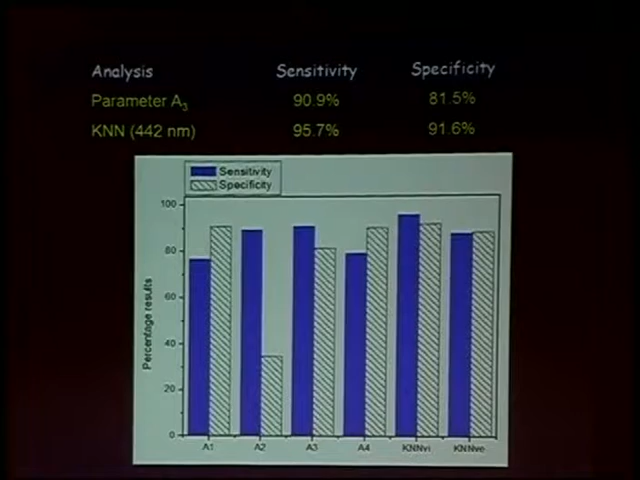 Analysis Sensitivity Specificity
Parameter A3 90.9% 81.5%
KNN (442 nm) 95.7% 91.6%
Sensitivity
Specificity
100
80
60
40
20
0
Percentage results
A1 A2 A3 A4 KNNvi KNNve